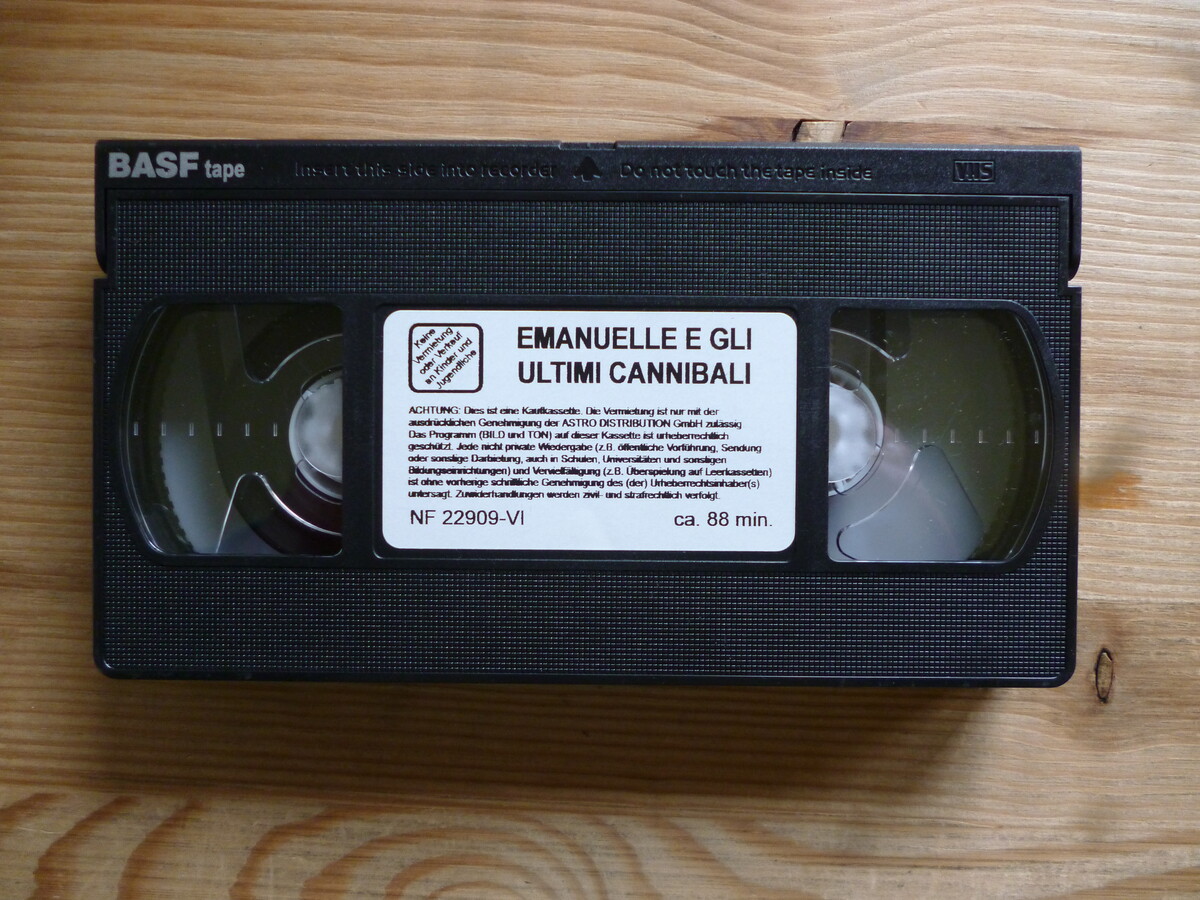 BASF tape Insert this side into recorder Do not touch the tape inside VHS
Keine
Vermietung
oder Verkauf
an Kinder und
Jugendliche
EMANUELLE E GLI
ULTIMI CANNIBALI
ACHTUNG: Dies ist eine Kaufkassette. Die Vermietung ist nur mit der
ausdrücklichen Genehmigung der ASTRO DISTRIBUTION GmbH zulässig
Das Programm (BILD und TON) auf dieser Kassette ist urheberrechtlich
geschützt. Jede nicht private Wiedergabe (z.B. öffentliche Vorführung, Sendung
oder sonstige Darbietung, auch in Schulen, Universitäten und sonstigen
Bildungseinrichtungen) und Vervielfältigung (z.B. Überspielung auf Leerkassetten)
ist ohne vorherige schriftliche Genehmigung des (der) Urheberrechtsinhaber(s)
untersagt. Zuwiderhandlungen werden zivil- und strafrechtlich verfolgt.
NF 22909-VI ca. 88 min.